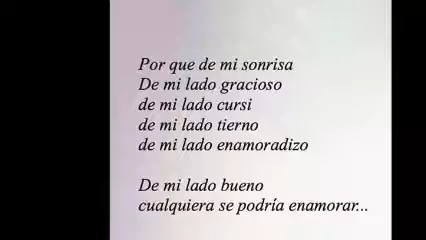 Por que de mi sonrisa
De mi lado gracioso
de mi lado cursi
de mi lado tierno
de mi lado enamoradizo
De mi lado bueno
cualquiera se podría enamorar...